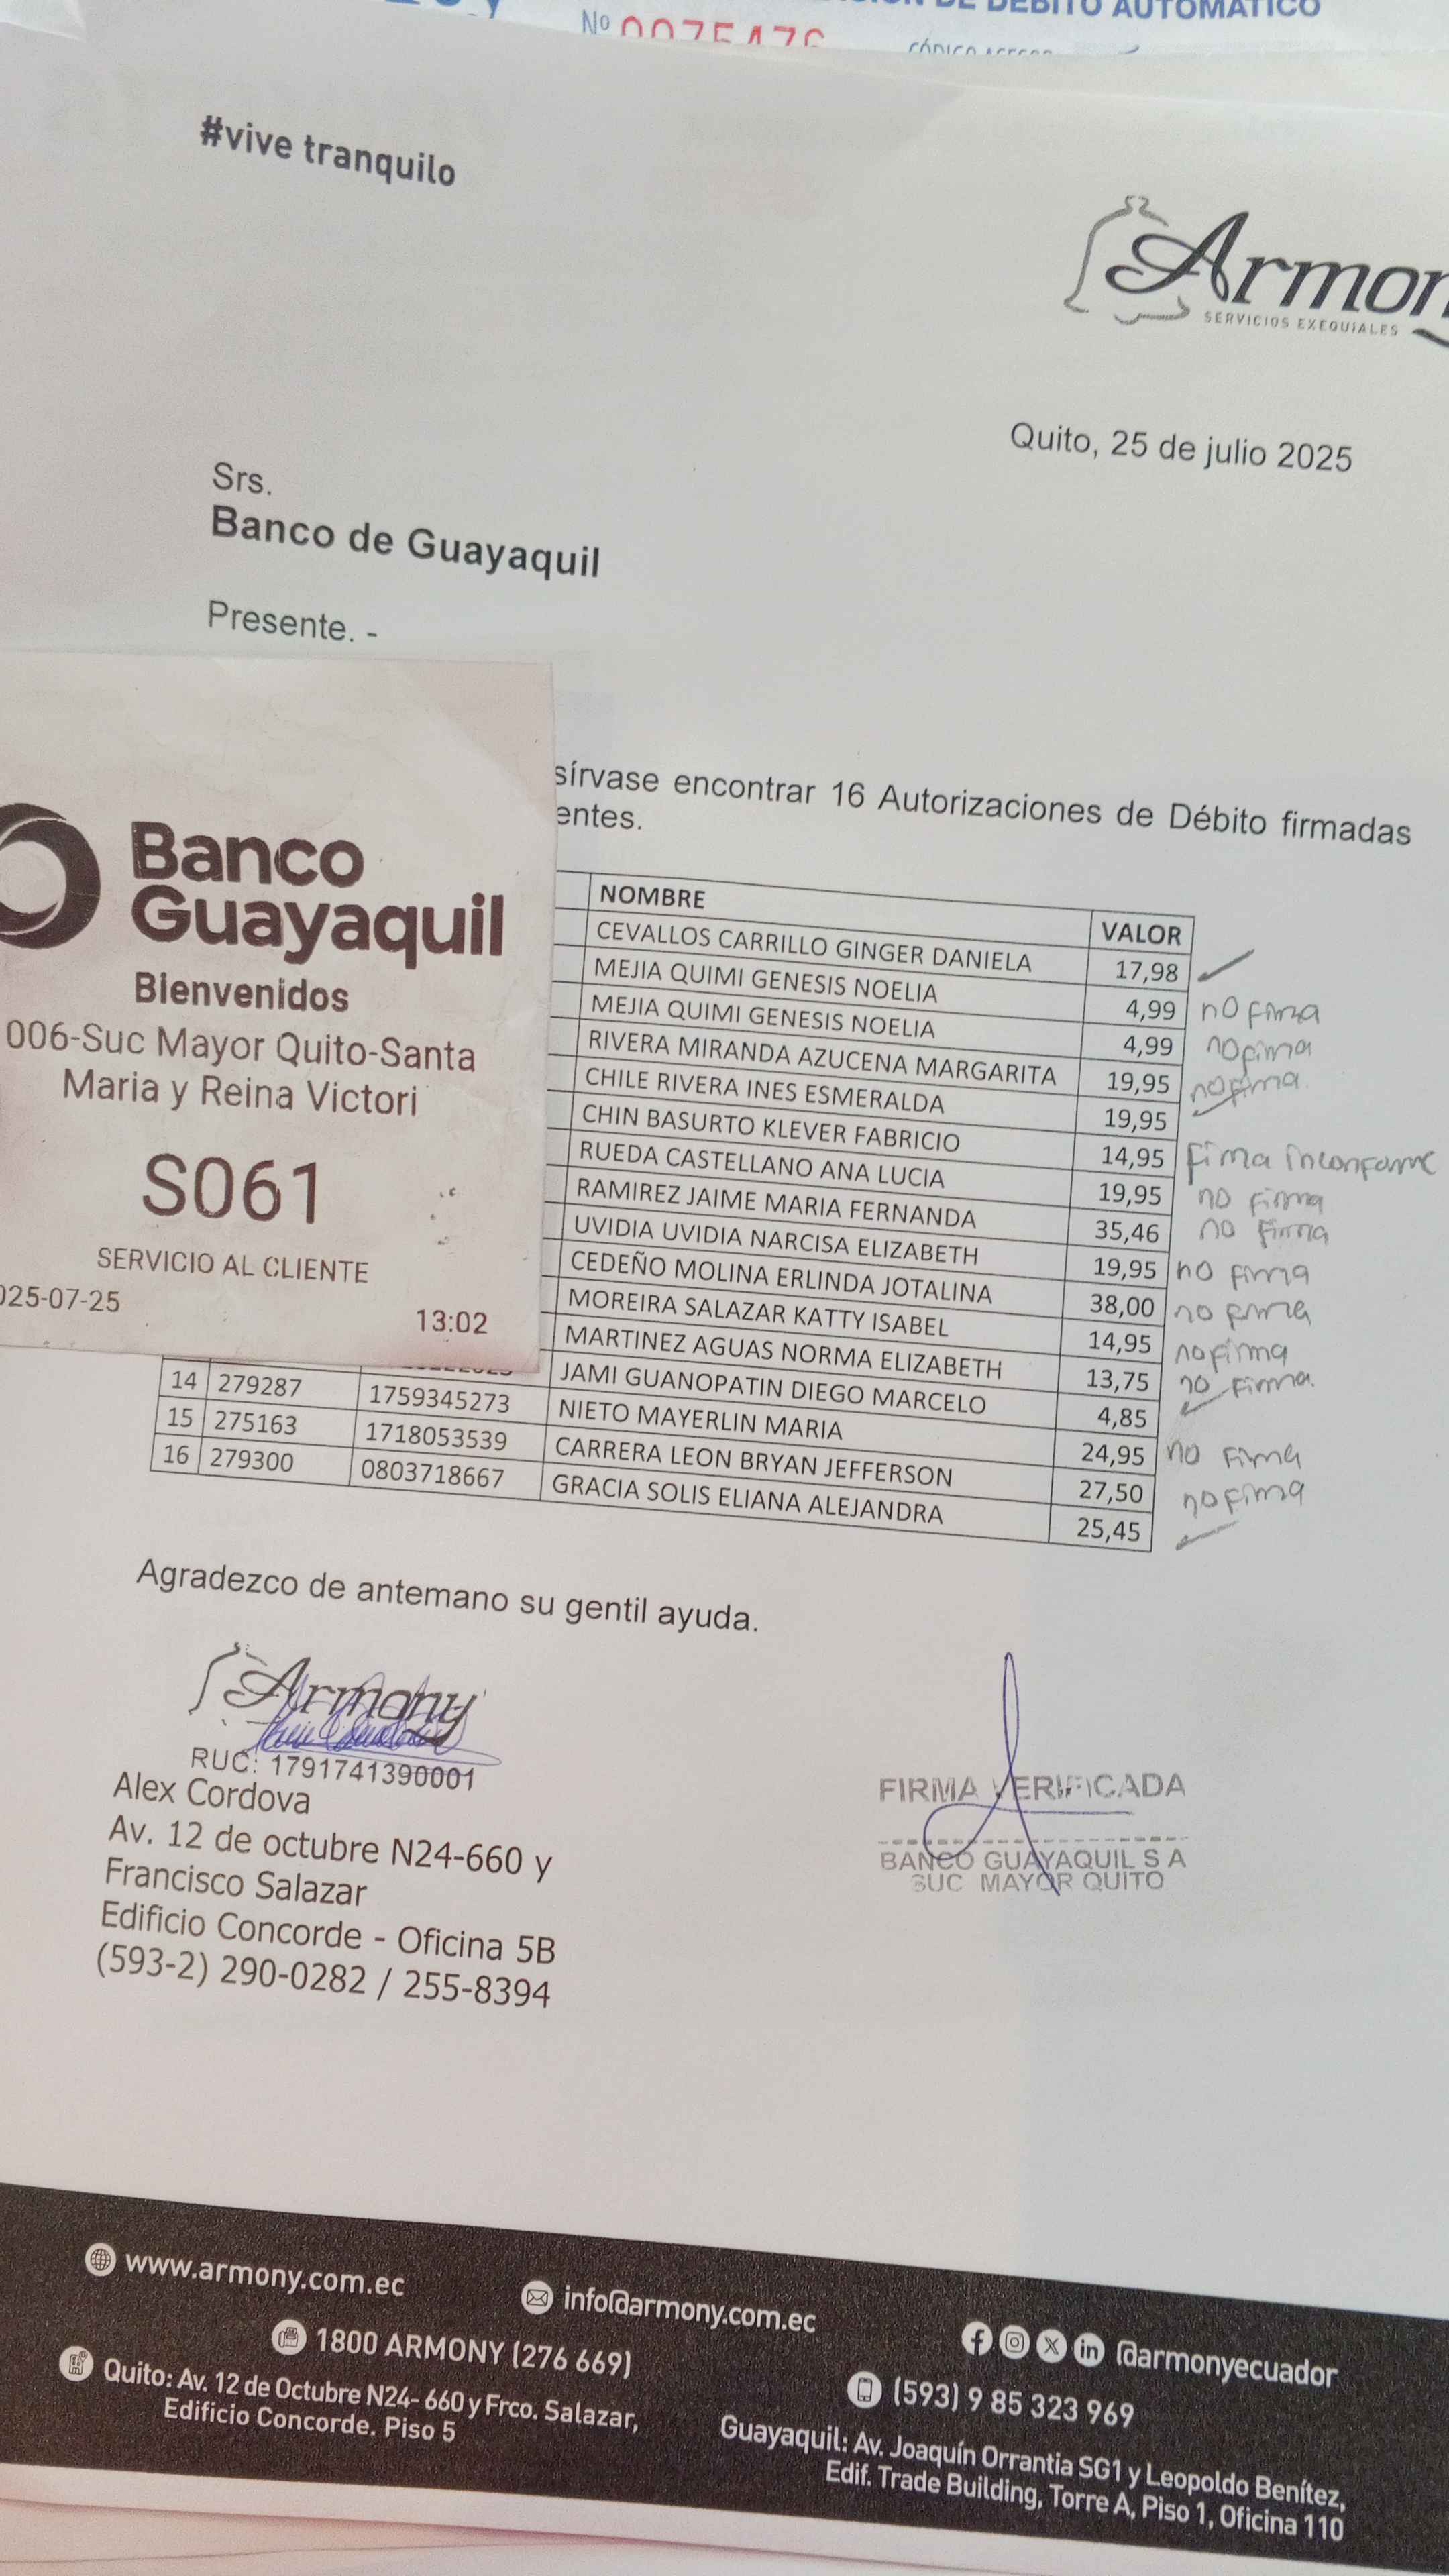 DE DÉBITO AUTOMÁTICO
Nº 0075476
CÓDIGO ASESOR
#vive tranquilo
Armon
SERVICIOS EXEQUIALES
Quito, 25 de julio 2025
Srs.
Banco de Guayaquil
Presente. -
sírvase encontrar 16 Autorizaciones de Débito firmadas
entes.
Banco
Guayaquil
Bienvenidos
006-Suc Mayor Quito-Santa
Maria y Reina Victori
S061
SERVICIO AL CLIENTE
025-07-25 13:02
NOMBRE VALOR
CEVALLOS CARRILLO GINGER DANIELA 17,98
MEJIA QUIMI GENESIS NOELIA 4,99 no firma
MEJIA QUIMI GENESIS NOELIA 4,99 no firma
RIVERA MIRANDA AZUCENA MARGARITA 19,95 no firma
CHILE RIVERA INES ESMERALDA 19,95
CHIN BASURTO KLEVER FABRICIO 14,95 firma inconforme
RUEDA CASTELLANO ANA LUCIA 19,95 no firma
RAMIREZ JAIME MARIA FERNANDA 35,46 no firma
UVIDIA UVIDIA NARCISA ELIZABETH 19,95 no firma
CEDEÑO MOLINA ERLINDA JOTALINA 38,00 no firma
MOREIRA SALAZAR KATTY ISABEL 14,95 no firma
MARTINEZ AGUAS NORMA ELIZABETH 13,75 no firma.
JAMI GUANOPATIN DIEGO MARCELO 4,85
14 279287 1759345273 NIETO MAYERLIN MARIA 24,95 no firma
15 275163 1718053539 CARRERA LEON BRYAN JEFFERSON 27,50 no firma
16 279300 0803718667 GRACIA SOLIS ELIANA ALEJANDRA 25,45
Agradezco de antemano su gentil ayuda.
Armony
RUC: 1791741390001
Alex Cordova
Av. 12 de octubre N24-660 y
Francisco Salazar
Edificio Concorde - Oficina 5B
(593-2) 290-0282 / 255-8394
FIRMA VERIFICADA
BANCO GUAYAQUIL S A
SUC MAYOR QUITO
www.armony.com.ec
info@armony.com.ec
@armonyecuador
1800 ARMONY (276 669)
(593) 9 85 323 969
Quito: Av. 12 de Octubre N24- 660 y Frco. Salazar,
Edificio Concorde. Piso 5
Guayaquil: Av. Joaquín Orrantia SG1 y Leopoldo Benítez,
Edif. Trade Building, Torre A, Piso 1, Oficina 110